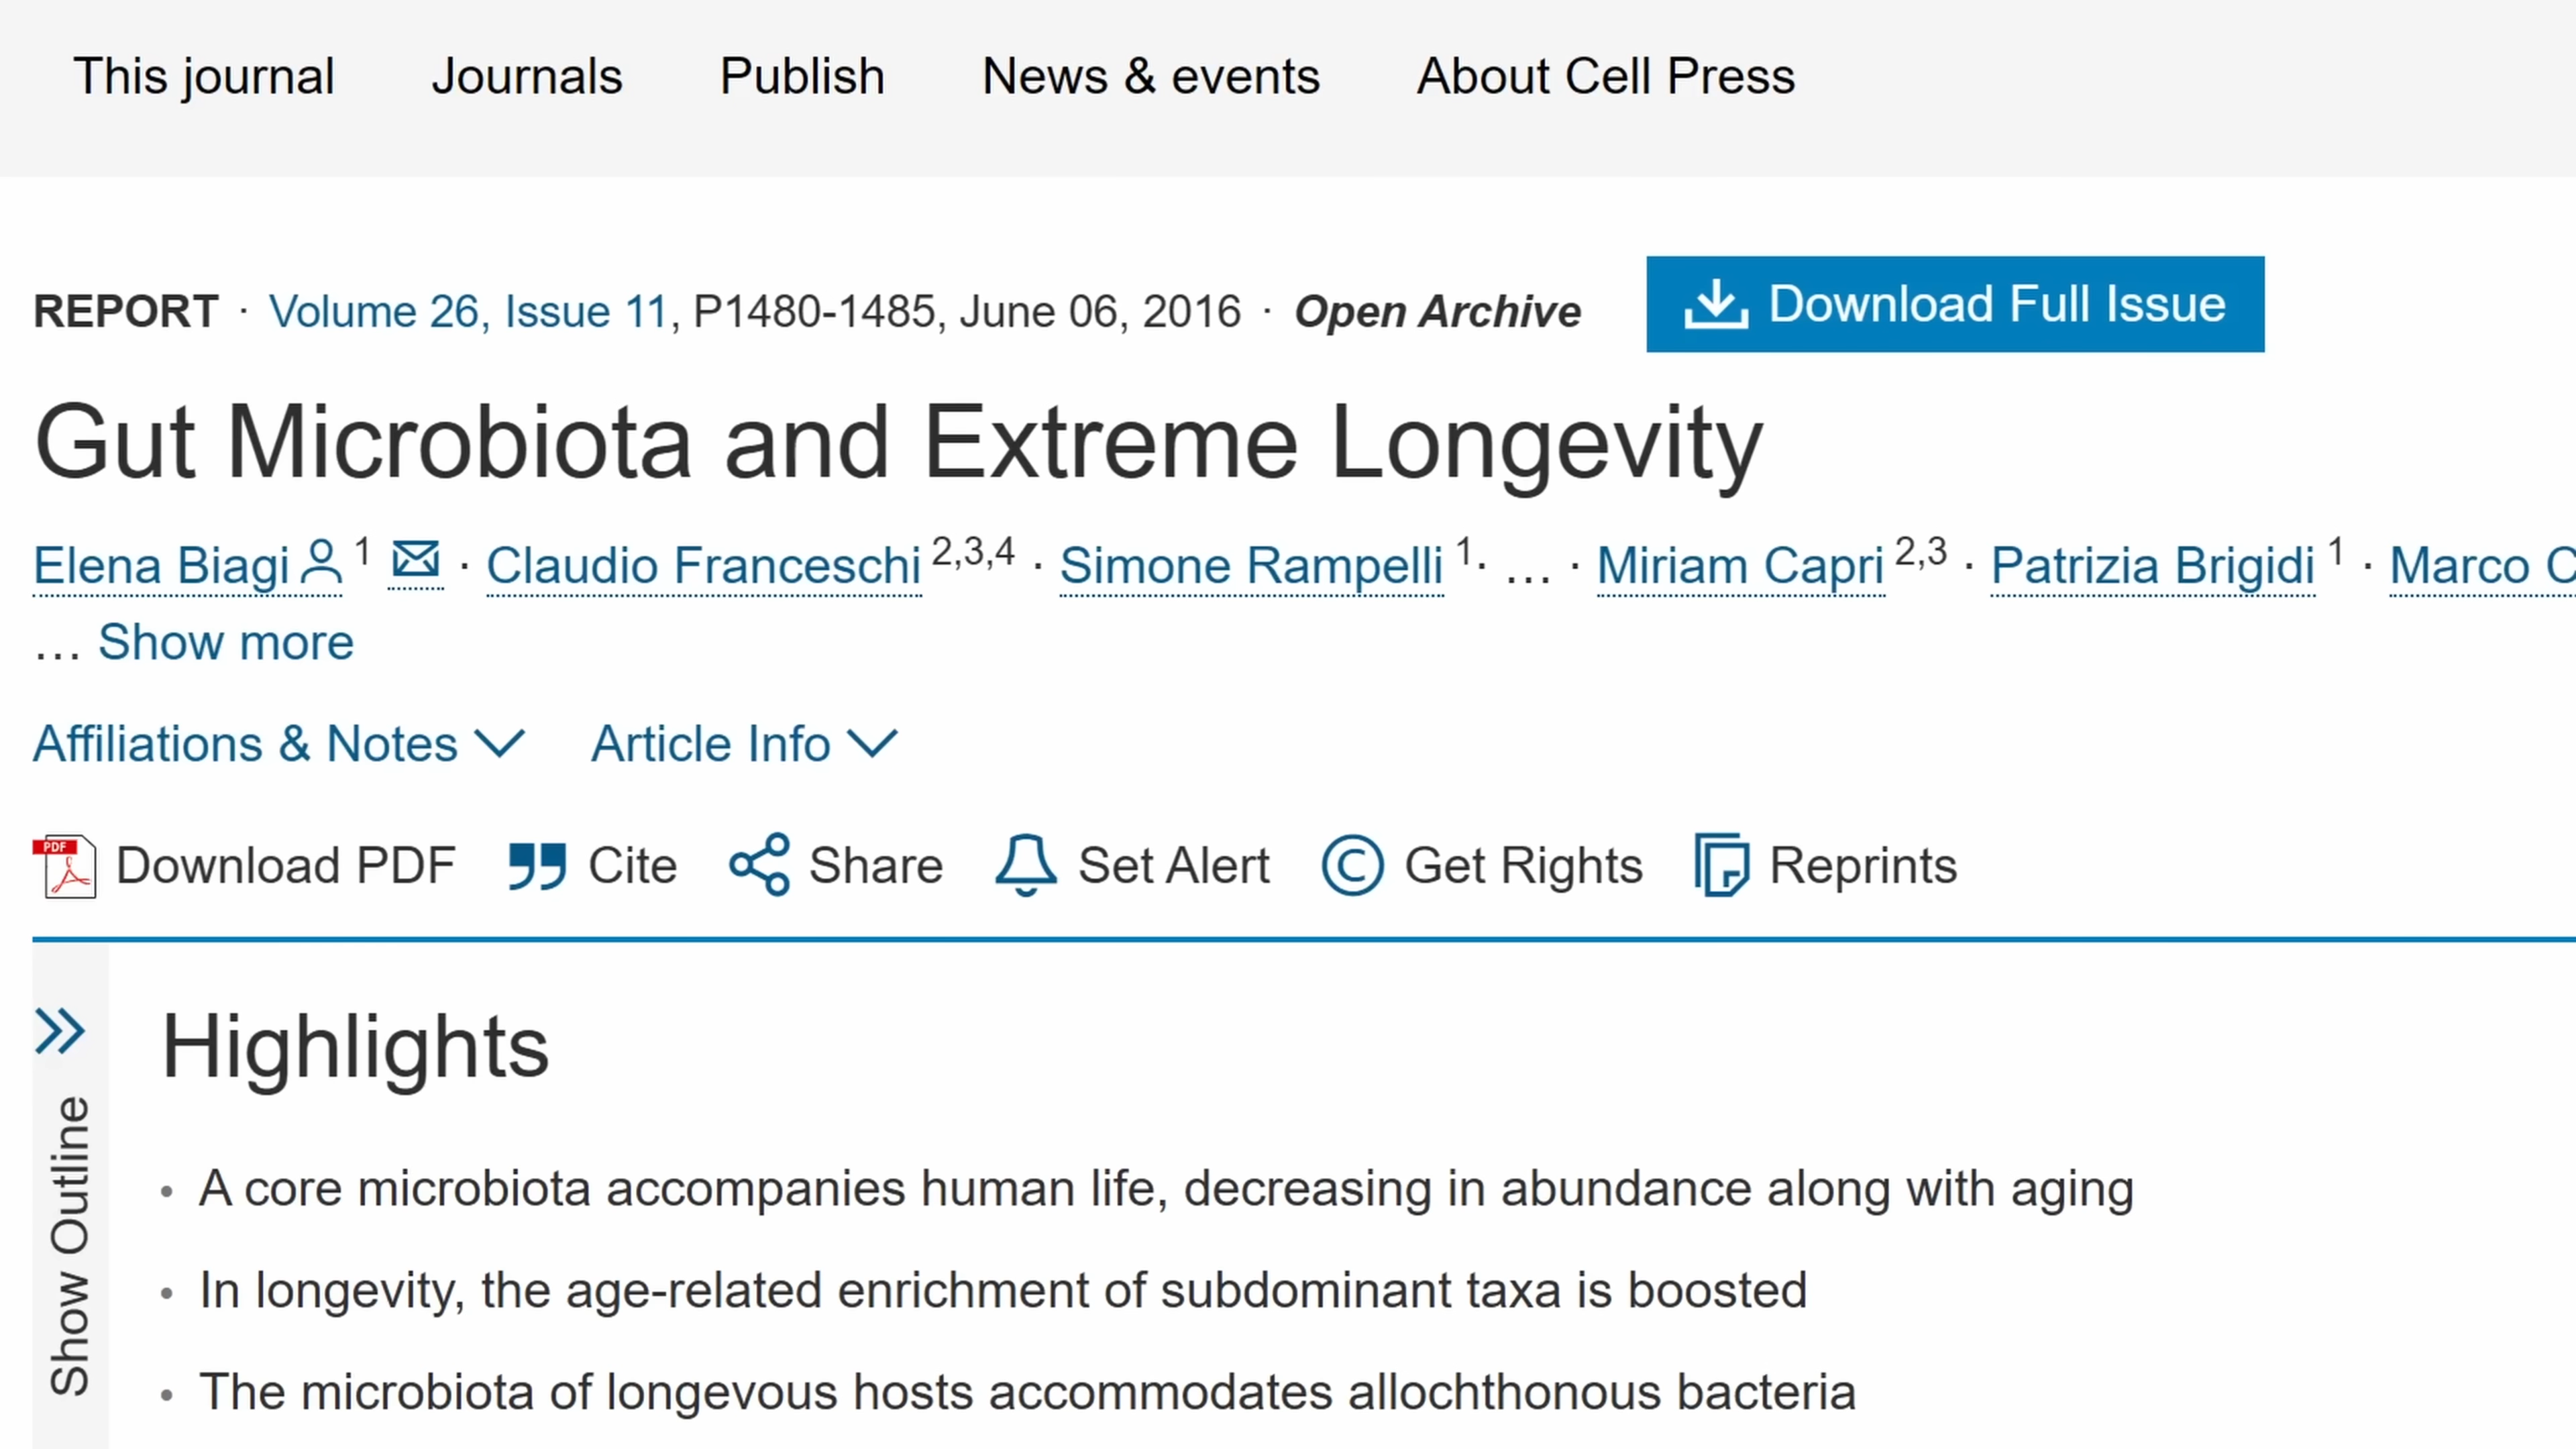 This journal Journals Publish News & events About Cell Press
REPORT · Volume 26, Issue 11, P1480-1485, June 06, 2016 · Open Archive Download Full Issue
Gut Microbiota and Extreme Longevity
Elena Biagi 1 · Claudio Franceschi 2,3,4 · Simone Rampelli 1 · … · Miriam Capri 2,3 · Patrizia Brigidi 1 · Marco
… Show more
Affiliations & Notes Article Info
PDF Download PDF Cite Share Set Alert © Get Rights Reprints
Show Outline
Highlights
• A core microbiota accompanies human life, decreasing in abundance along with aging
• In longevity, the age-related enrichment of subdominant taxa is boosted
• The microbiota of longevous hosts accommodates allochthonous bacteria